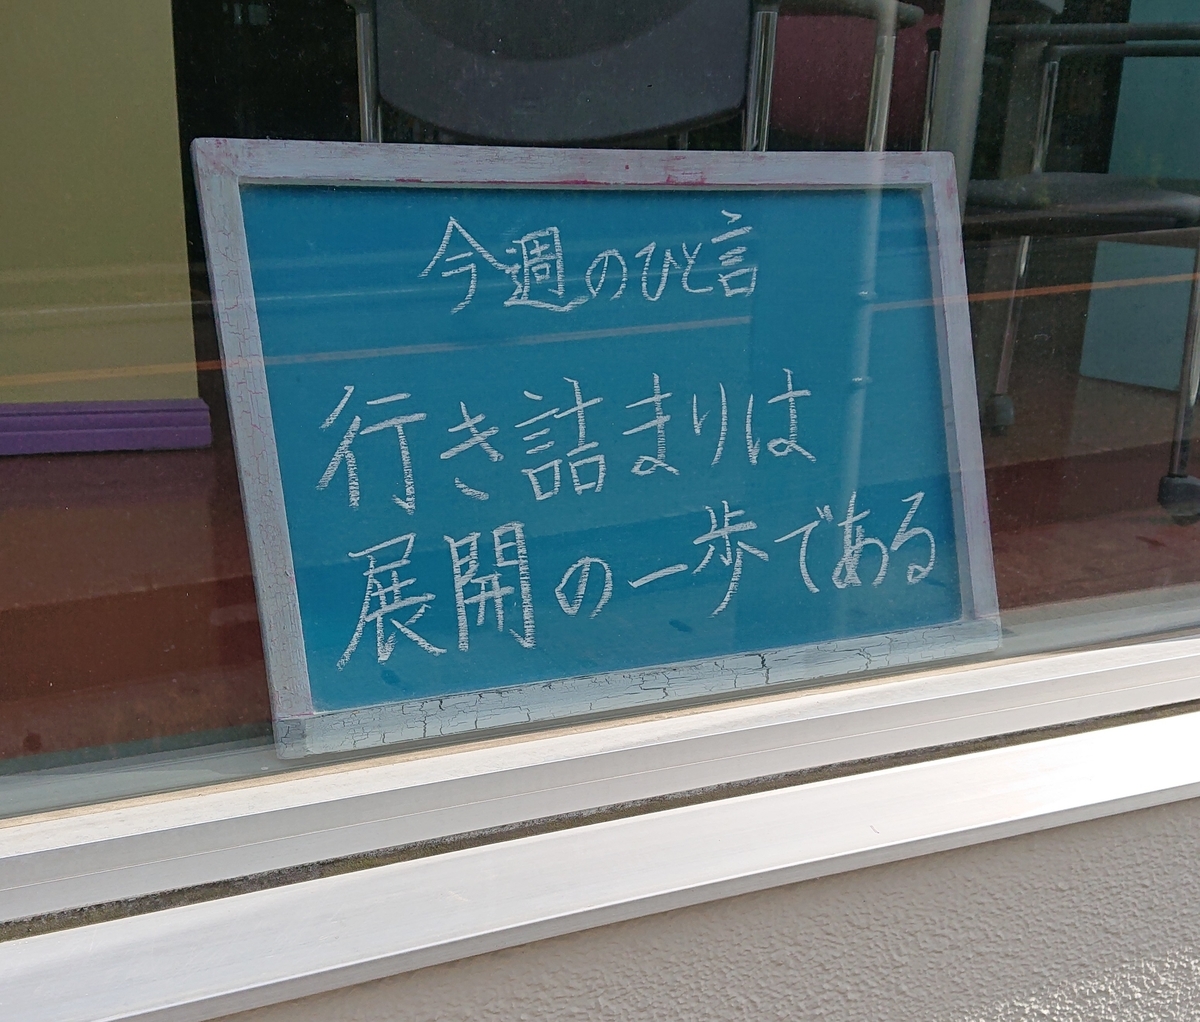 今週のひと言
行き詰まりは
展開の一歩である